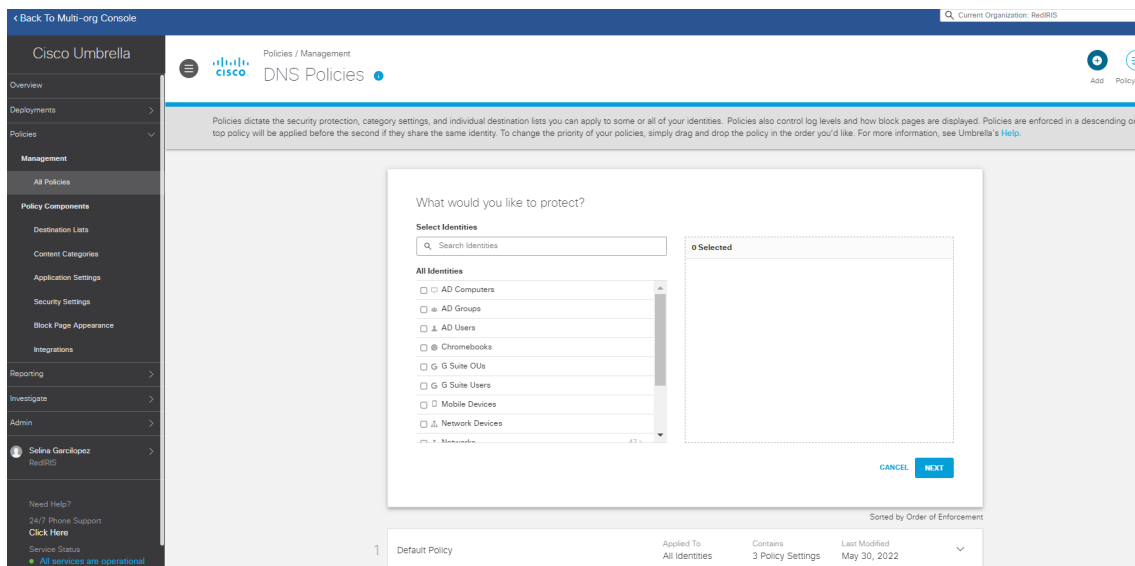 Back To Multi-org Console
Current Organization: RedIRIS
Cisco Umbrella
Overview
Deployments
Policies
Management
All Policies
Policy Components
Destination Lists
Content Categories
Application Settings
Security Settings
Block Page Appearance
Integrations
Reporting
Investigate
Admin
Selina Garcilopez
RedIRIS
Need Help?
24/7 Phone Support
Click Here
Service Status
All services are operational
CISCO
Policies / Management
DNS Policies
Add
Policy
Policies dictate the security protection, category settings, and individual destination lists you can apply to some or all of your identities. Policies also control log levels and how block pages are displayed. Policies are enforced in a descending or
top policy will be applied before the second if they share the same identity. To change the priority of your policies, simply drag and drop the policy in the order you'd like. For more information, see Umbrella's Help.
What would you like to protect?
Select Identities
Search Identities
0 Selected
All Identities
AD Computers
AD Groups
AD Users
Chromebooks
G Suite OUs
G Suite Users
Mobile Devices
Network Devices
Networks
CANCEL
NEXT
Sorted by Order of Enforcement
1
Default Policy
Applied To
All Identities
Contains
3 Policy Settings
Last Modified
May 30, 2022